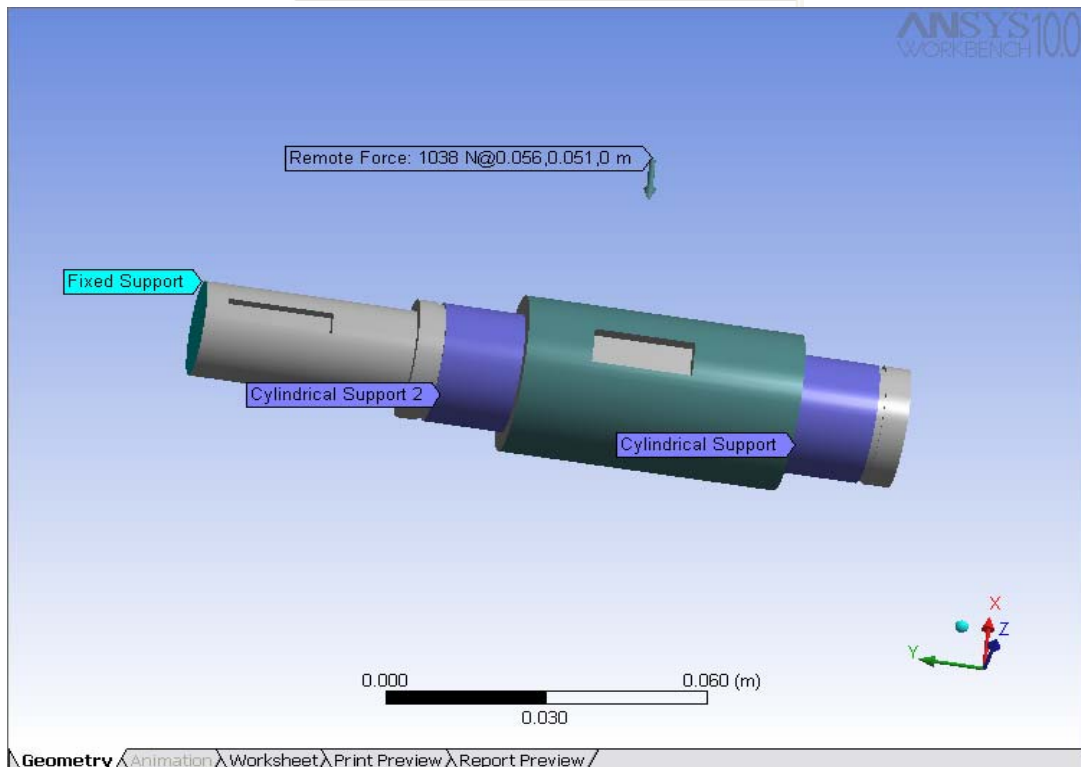 ANSYS 10.0
WORKBENCH
Remote Force: 1038 N@0.056,0.051,0 m
Fixed Support
Cylindrical Support 2
Cylindrical Support
X
Z
Y
0.000 0.060 (m)
0.030
Geometry Animation Worksheet Print Preview Report Preview